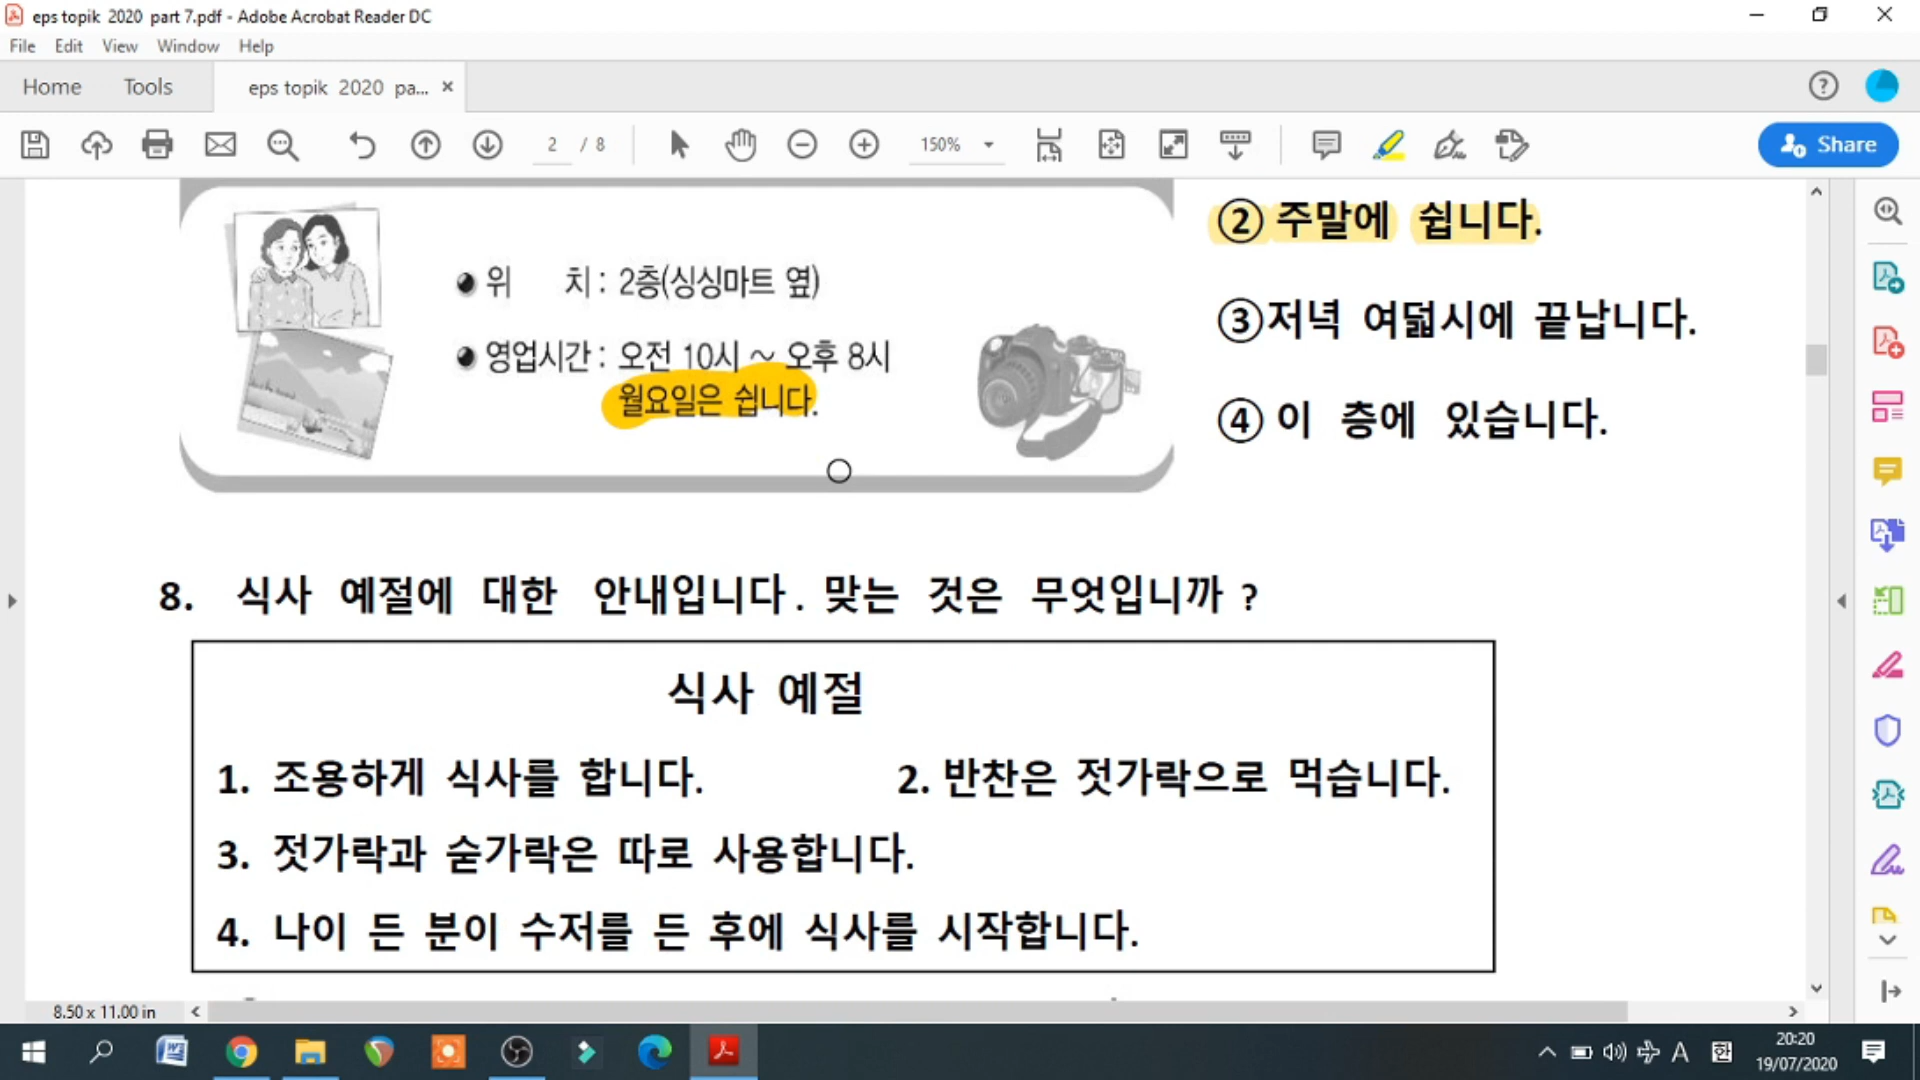 eps topik 2020 part 7.pdf - Adobe Acrobat Reader DC
File Edit View Window Help
Home Tools eps topik 2020 pa... ×
2 / 8 150% Share
위 치 : 2층(싱싱마트 옆)
영업시간 : 오전 10시 ~ 오후 8시
월요일은 쉽니다.
② 주말에 쉽니다.
③저녁 여덟시에 끝납니다.
④ 이 층에 있습니다.
8. 식사 예절에 대한 안내입니다. 맞는 것은 무엇입니까 ?
식사 예절
1. 조용하게 식사를 합니다. 2. 반찬은 젓가락으로 먹습니다.
3. 젓가락과 숟가락은 따로 사용합니다.
4. 나이 든 분이 수저를 든 후에 식사를 시작합니다.
8.50 x 11.00 in
A 한 20:20
19/07/2020